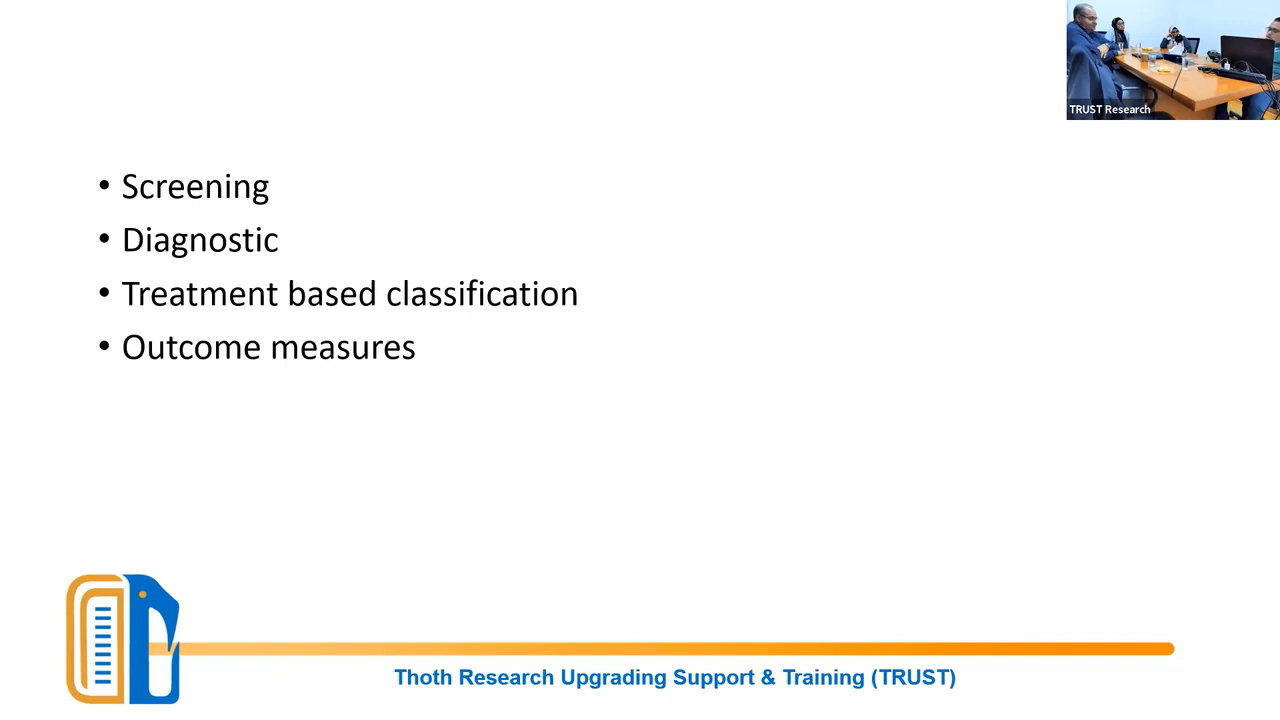 TRUST Research
• Screening
• Diagnostic
• Treatment based classification
• Outcome measures
Thoth Research Upgrading Support & Training (TRUST)